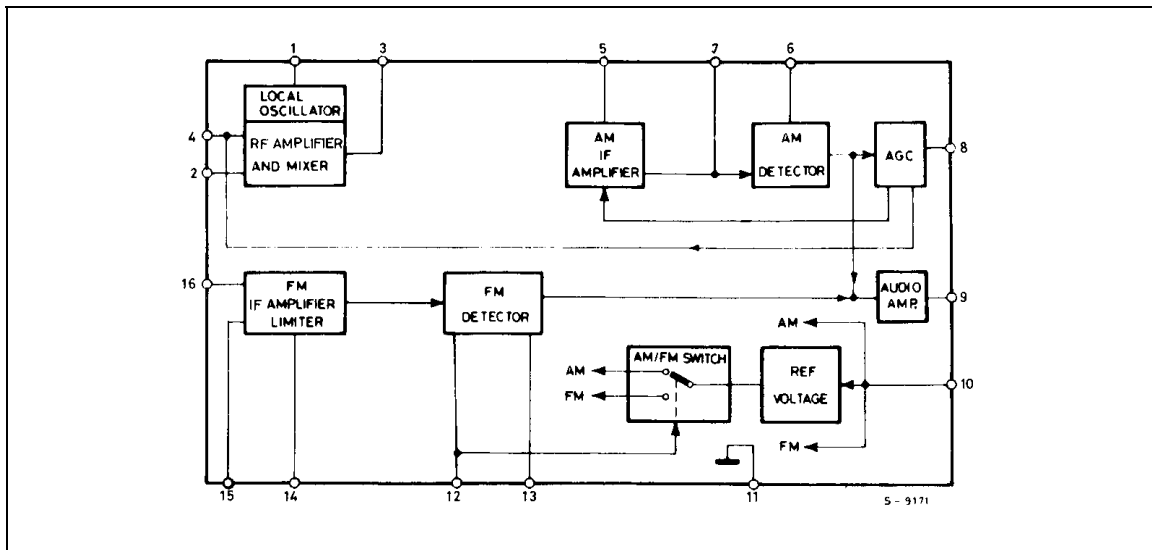 1
3
5
7
6
LOCAL
OSCILLATOR
4
RF AMPLIFIER
AND MIXER
2
AM
IF
AMPLIFIER
AM
DETECTOR
AGC
8
16
FM
IF AMPLIFIER
LIMITER
FM
DETECTOR
AUDIO
AMP.
9
AM
AM/FM SWITCH
AM
FM
REF
VOLTAGE
10
FM
15
14
12
13
11
S - 9171